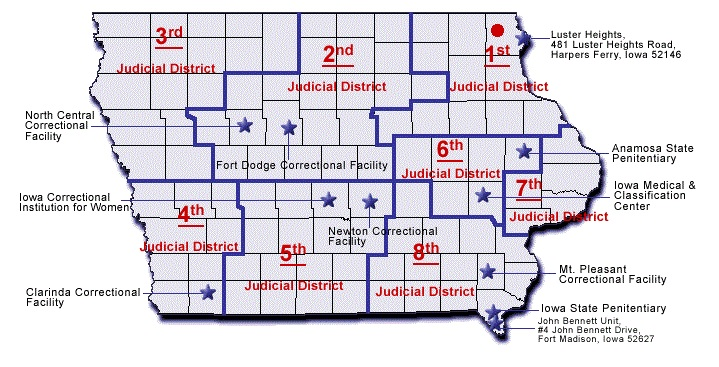 3rd
Judicial District
2nd
Judicial District
1st
Judicial District
Luster Heights,
481 Luster Heights Road,
Harpers Ferry, Iowa 52146
North Central
Correctional
Facility
Fort Dodge Correctional Facility
6th
Judicial District
Anamosa State
Penitentiary
7th
Judicial District
Iowa Medical &
Classification
Center
Iowa Correctional
Institution for Women
4th
Judicial District
Newton Correctional
Facility
5th
Judicial District
8th
Judicial District
Mt. Pleasant
Correctional Facility
Clarinda Correctional
Facility
Iowa State Penitentiary
John Bennett Unit,
#4 John Bennett Drive,
Fort Madison, Iowa 52627